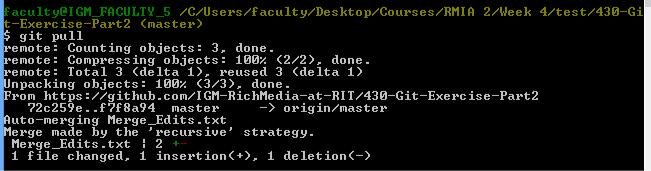 faculty@IGM_FACULTY_5 /C/Users/faculty/Desktop/Courses/RMIA 2/Week 4/test/430-Gi
t-Exercise-Part2 (master)
$ git pull
remote: Counting objects: 3, done.
remote: Compressing objects: 100% (2/2), done.
remote: Total 3 (delta 1), reused 3 (delta 1)
Unpacking objects: 100% (3/3), done.
From https://github.com/IGM-RichMedia-at-RIT/430-Git-Exercise-Part2
   72c259e..f7f8a94  master     -> origin/master
Auto-merging Merge_Edits.txt
Merge made by the 'recursive' strategy.
 Merge_Edits.txt | 2 +-
 1 file changed, 1 insertion(+), 1 deletion(-)